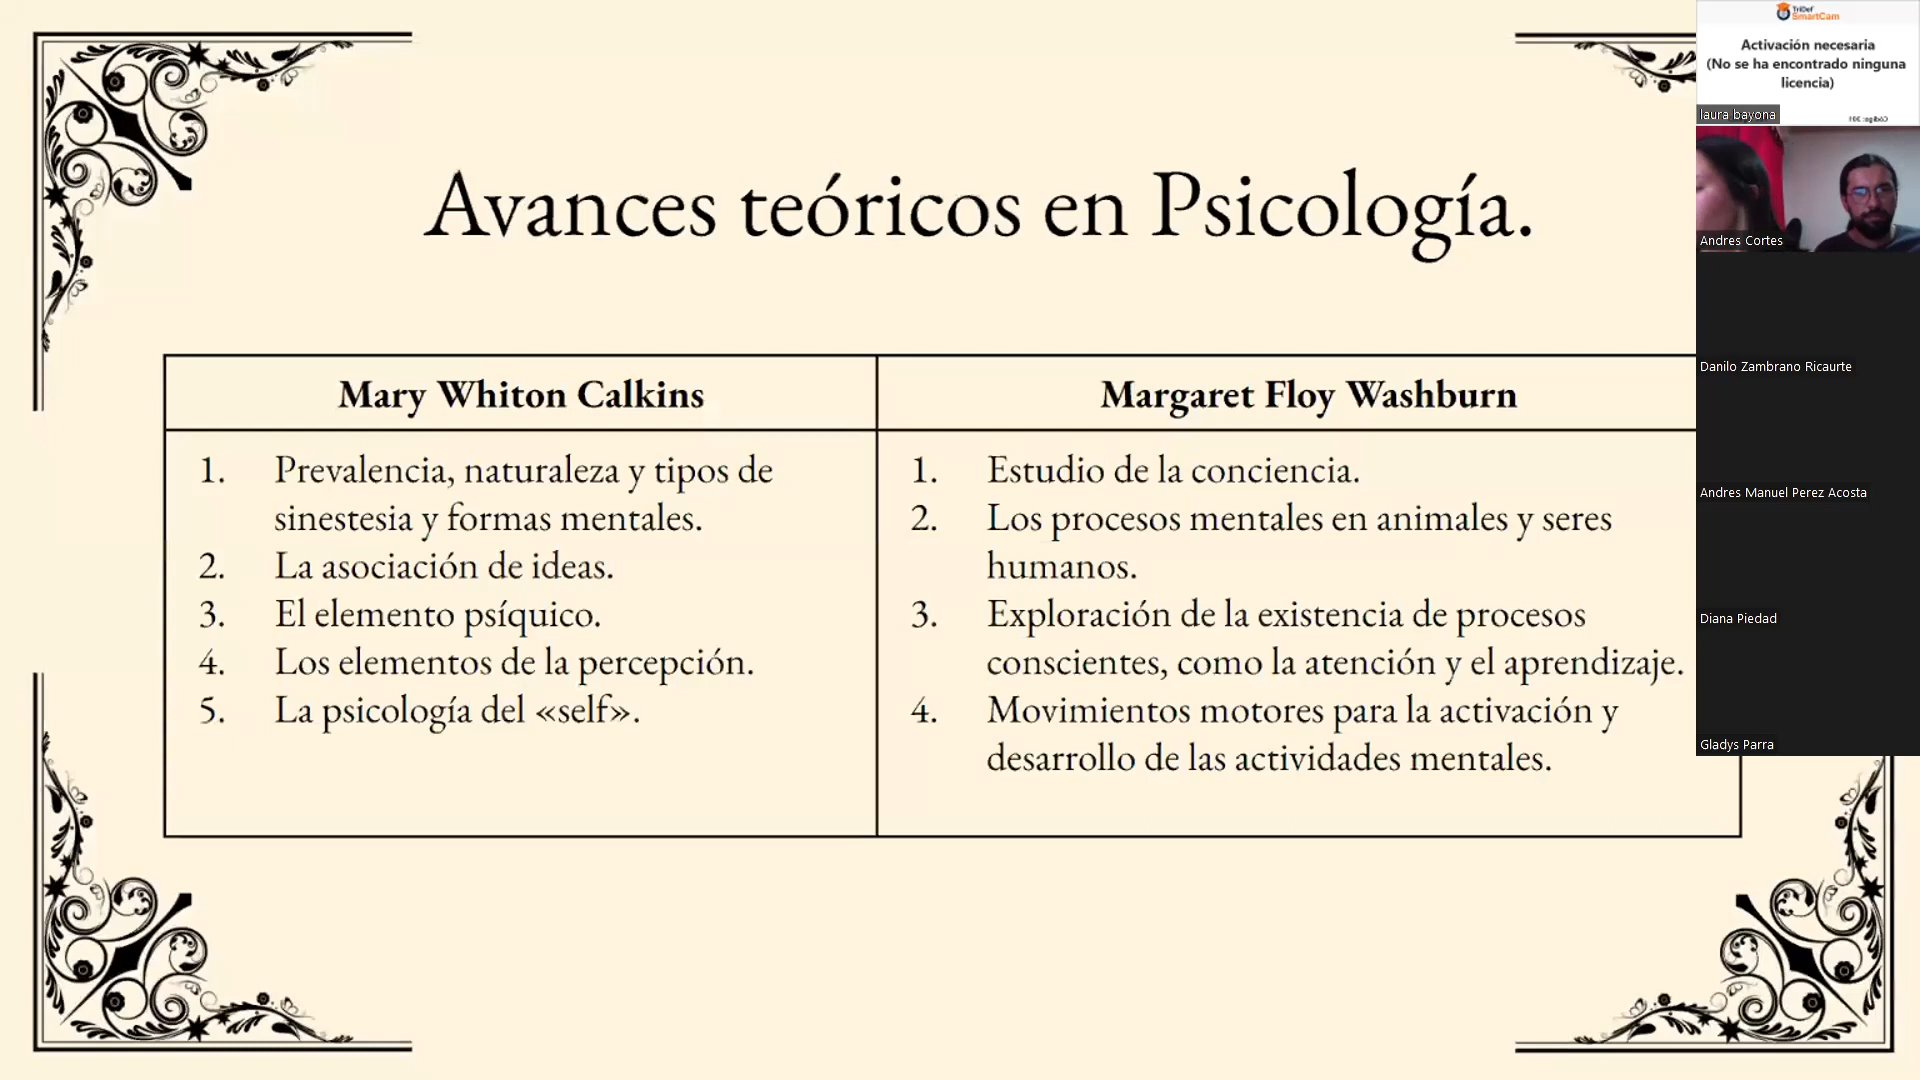 Avances teóricos en Psicología.
Mary Whiton Calkins
1. Prevalencia, naturaleza y tipos de
sinestesia y formas mentales.
2. La asociación de ideas.
3. El elemento psíquico.
4. Los elementos de la percepción.
5. La psicología del «self».
Margaret Floy Washburn
1. Estudio de la conciencia.
2. Los procesos mentales en animales y seres
humanos.
3. Exploración de la existencia de procesos
conscientes, como la atención y el aprendizaje.
4. Movimientos motores para la activación y
desarrollo de las actividades mentales.
TriDef
SmartCam
Activación necesaria
(No se ha encontrado ninguna
licencia)
laura bayona
Andres Cortes
Danilo Zambrano Ricaurte
Andres Manuel Perez Acosta
Diana Piedad
Gladys Parra